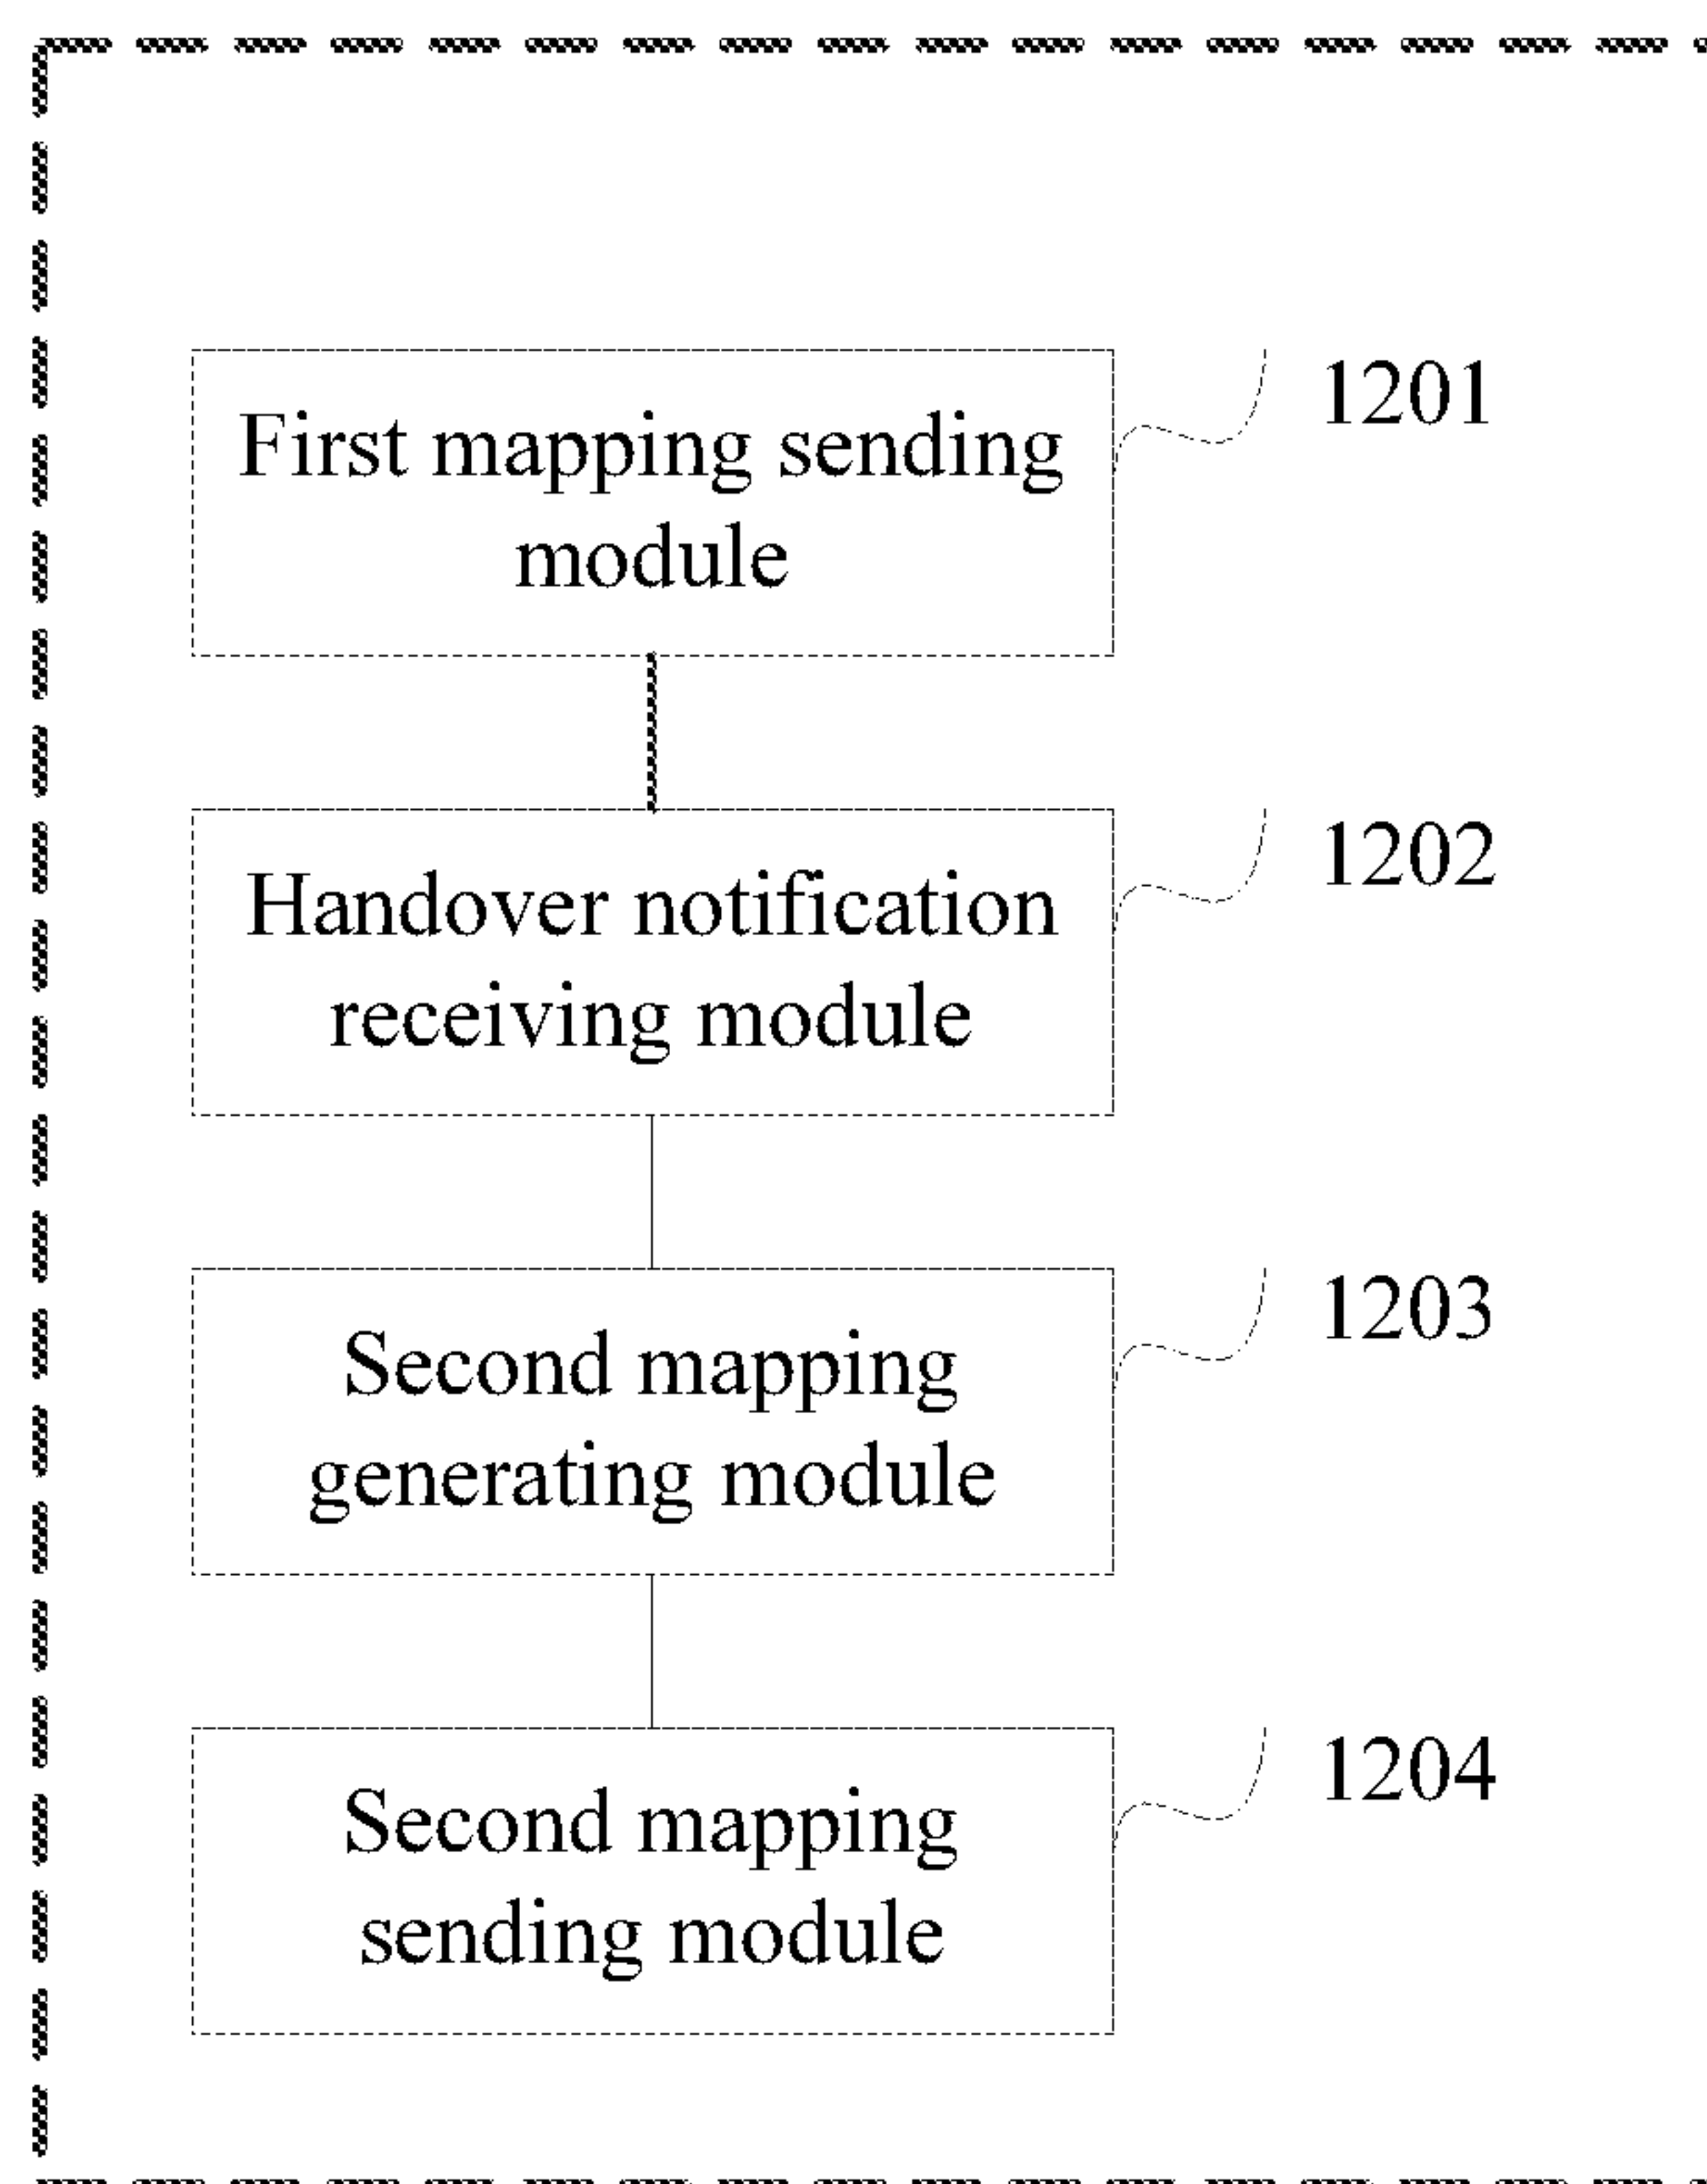 First mapping sending
module
1201
Handover notification
receiving module
1202
Second mapping
generating module
1203
Second mapping
sending module
1204